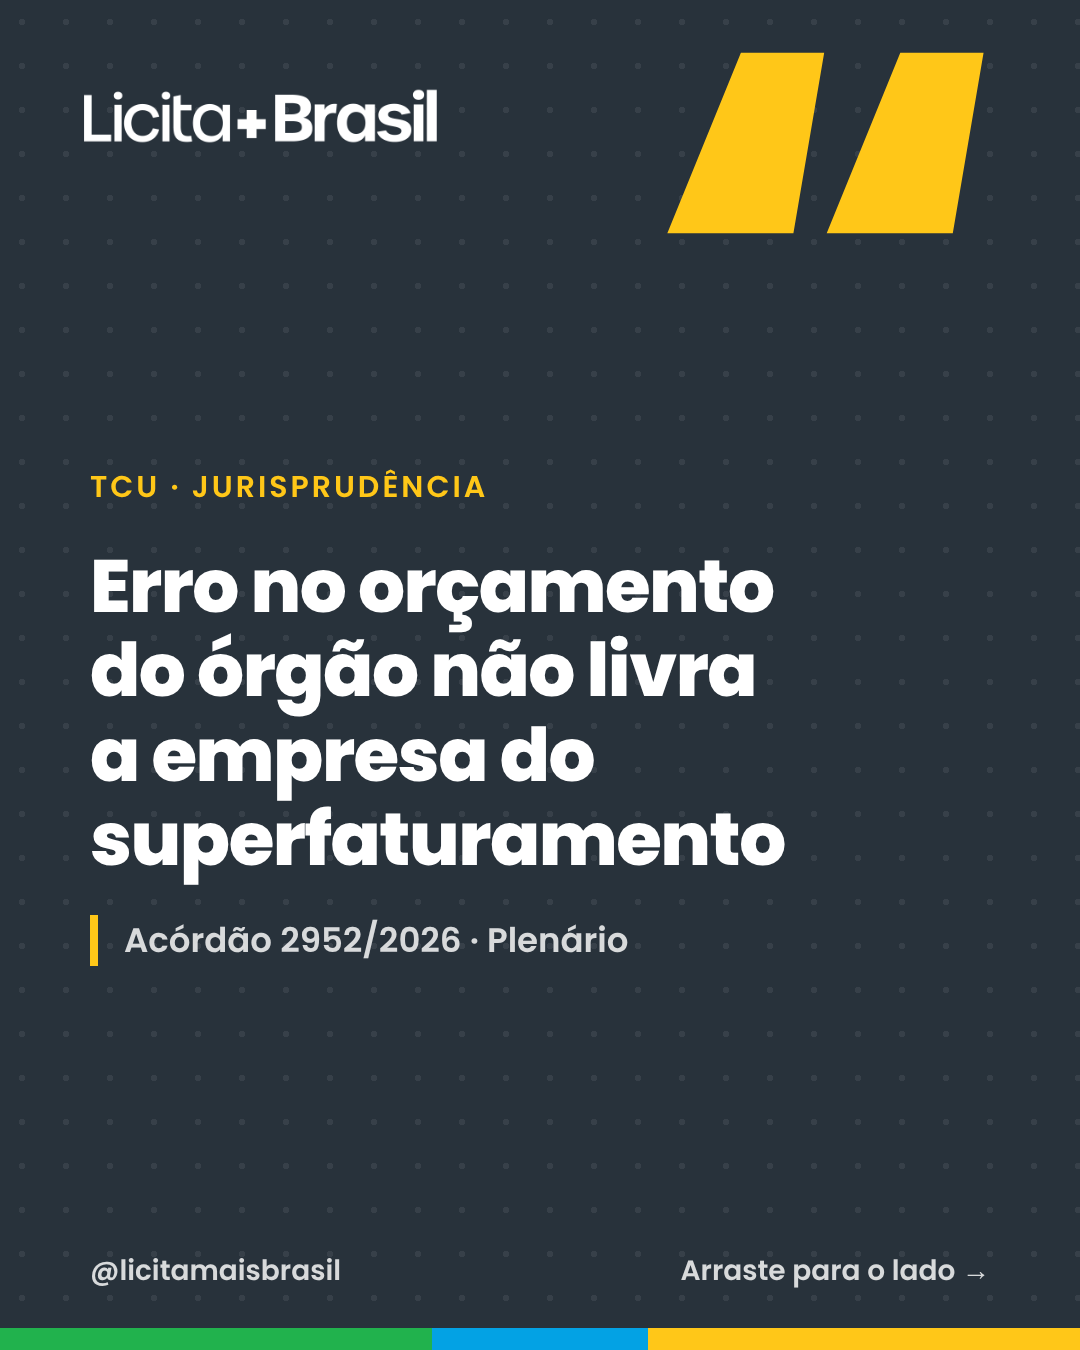 Licita+Brasil
TCU · JURISPRUDÊNCIA
Erro no orçamento
do órgão não livra
a empresa do
superfaturamento
Acórdão 2952/2026 · Plenário
@licitamaisbrasil
Arraste para o lado →